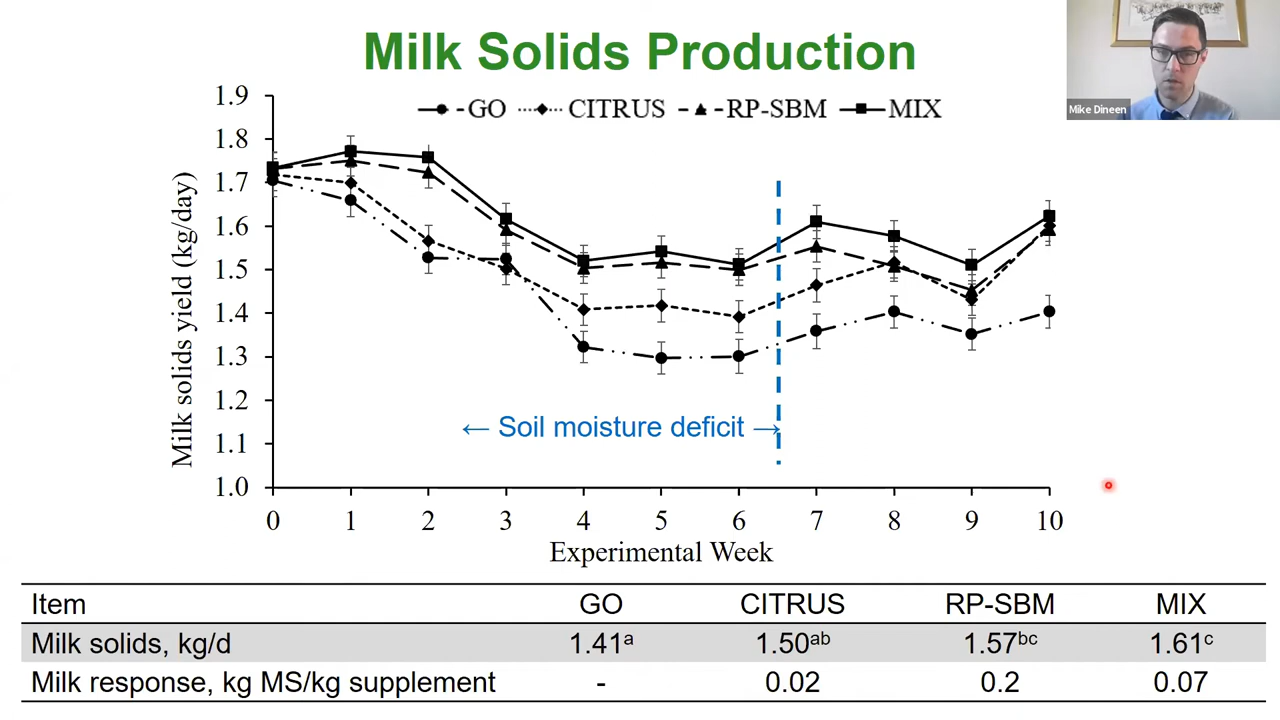 Milk Solids Production
Mike Dineen
GO CITRUS RP-SBM MIX
Milk solids yield (kg/day)
1.9
1.8
1.7
1.6
1.5
1.4
1.3
1.2
1.1
1.0
← Soil moisture deficit →
0 1 2 3 4 5 6 7 8 9 10
Experimental Week
Item GO CITRUS RP-SBM MIX
Milk solids, kg/d 1.41ᵃ 1.50ᵃᵇ 1.57ᵇᶜ 1.61ᶜ
Milk response, kg MS/kg supplement - 0.02 0.2 0.07